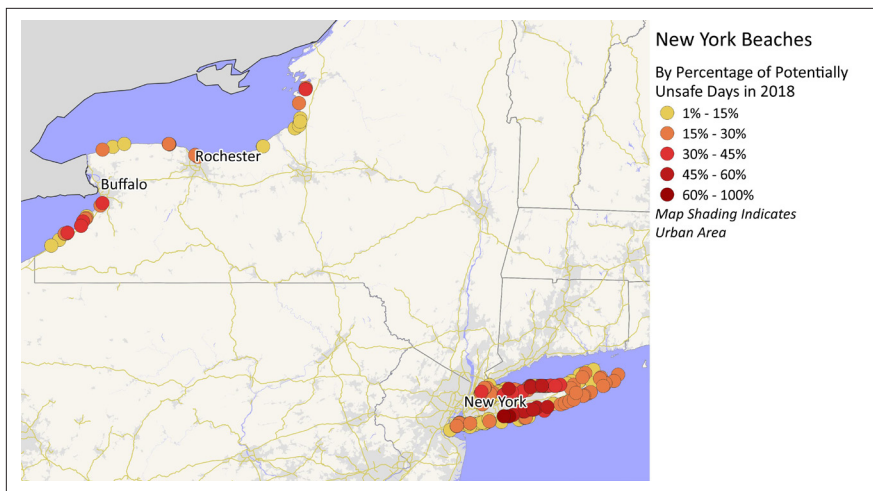 New York Beaches
By Percentage of Potentially
Unsafe Days in 2018
1% - 15%
15% - 30%
30% - 45%
45% - 60%
60% - 100%
Map Shading Indicates
Urban Area
Rochester
Buffalo
New York